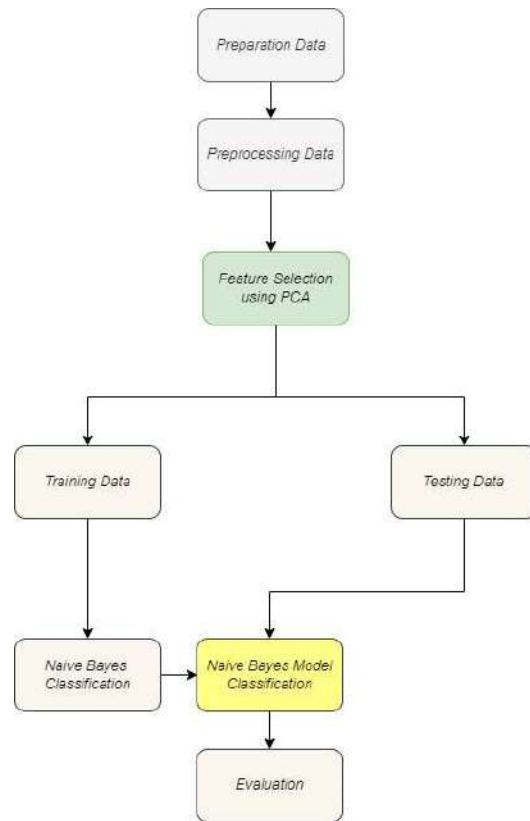 Preparation Data
Preprocessing Data
Feature Selection
using PCA
Training Data
Testing Data
Naive Bayes
Classification
Naive Bayes Model
Classification
Evaluation